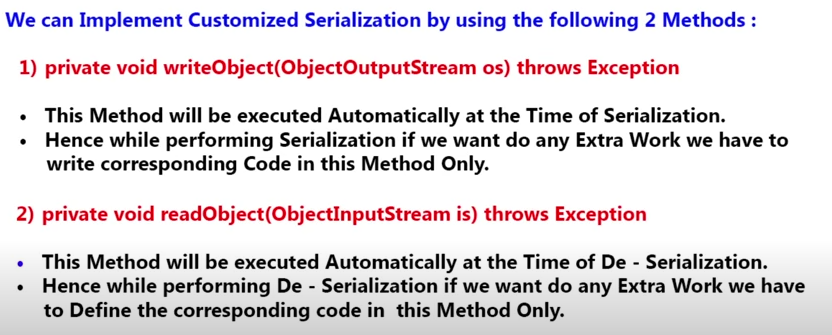 We can Implement Customized Serialization by using the following 2 Methods :
1) private void writeObject(ObjectOutputStream os) throws Exception
• This Method will be executed Automatically at the Time of Serialization.
• Hence while performing Serialization if we want do any Extra Work we have to
write corresponding Code in this Method Only.
2) private void readObject(ObjectInputStream is) throws Exception
• This Method will be executed Automatically at the Time of De - Serialization.
• Hence while performing De - Serialization if we want do any Extra Work we have
to Define the corresponding code in this Method Only.